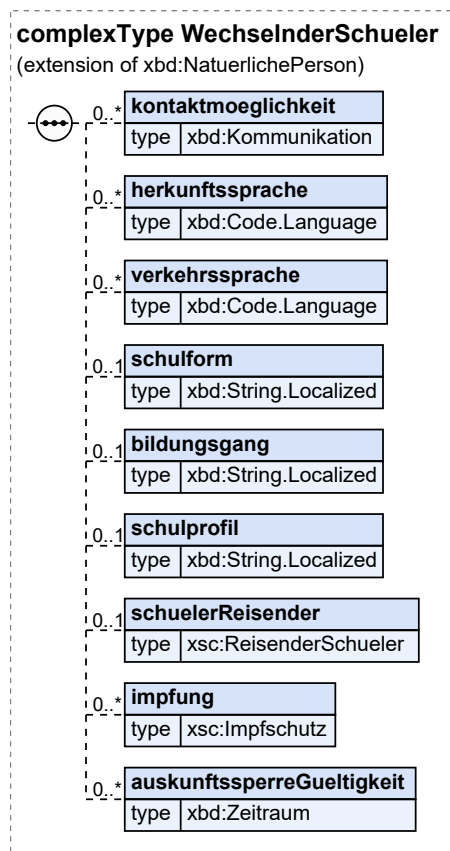 complexType WechselnderSchueler
(extension of xbd:NatuerlichePerson)
0..* kontaktmoeglichkeit
type xbd:Kommunikation
0..* herkunftssprache
type xbd:Code.Language
0..* verkehrssprache
type xbd:Code.Language
0..1 schulform
type xbd:String.Localized
0..1 bildungsgang
type xbd:String.Localized
0..1 schulprofil
type xbd:String.Localized
0..1 schuelerReisender
type xsc:ReisenderSchueler
0..* impfung
type xsc:Impfschutz
0..* auskunftssperreGueltigkeit
type xbd:Zeitraum